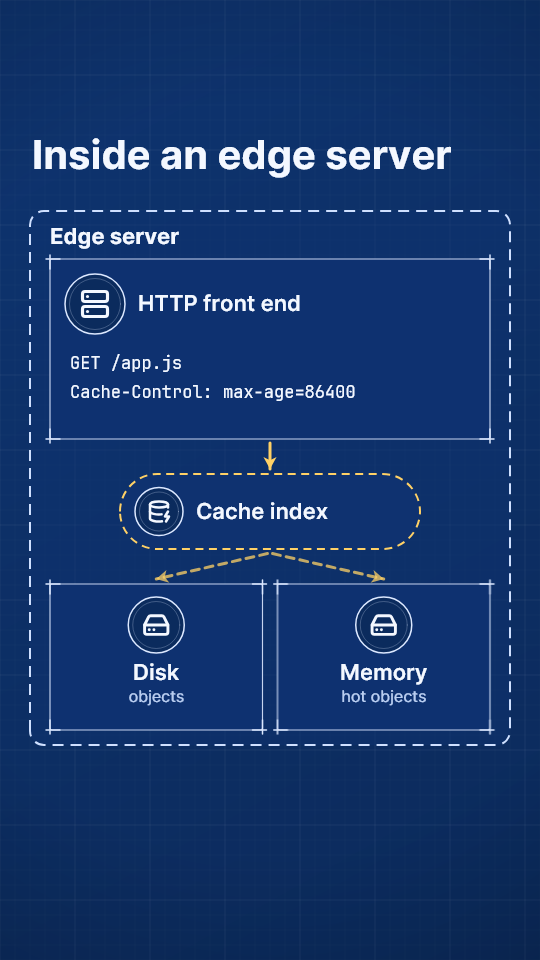 Inside an edge server
Edge server
HTTP front end
GET /app.js
Cache-Control: max-age=86400
Cache index
Disk
objects
Memory
hot objects